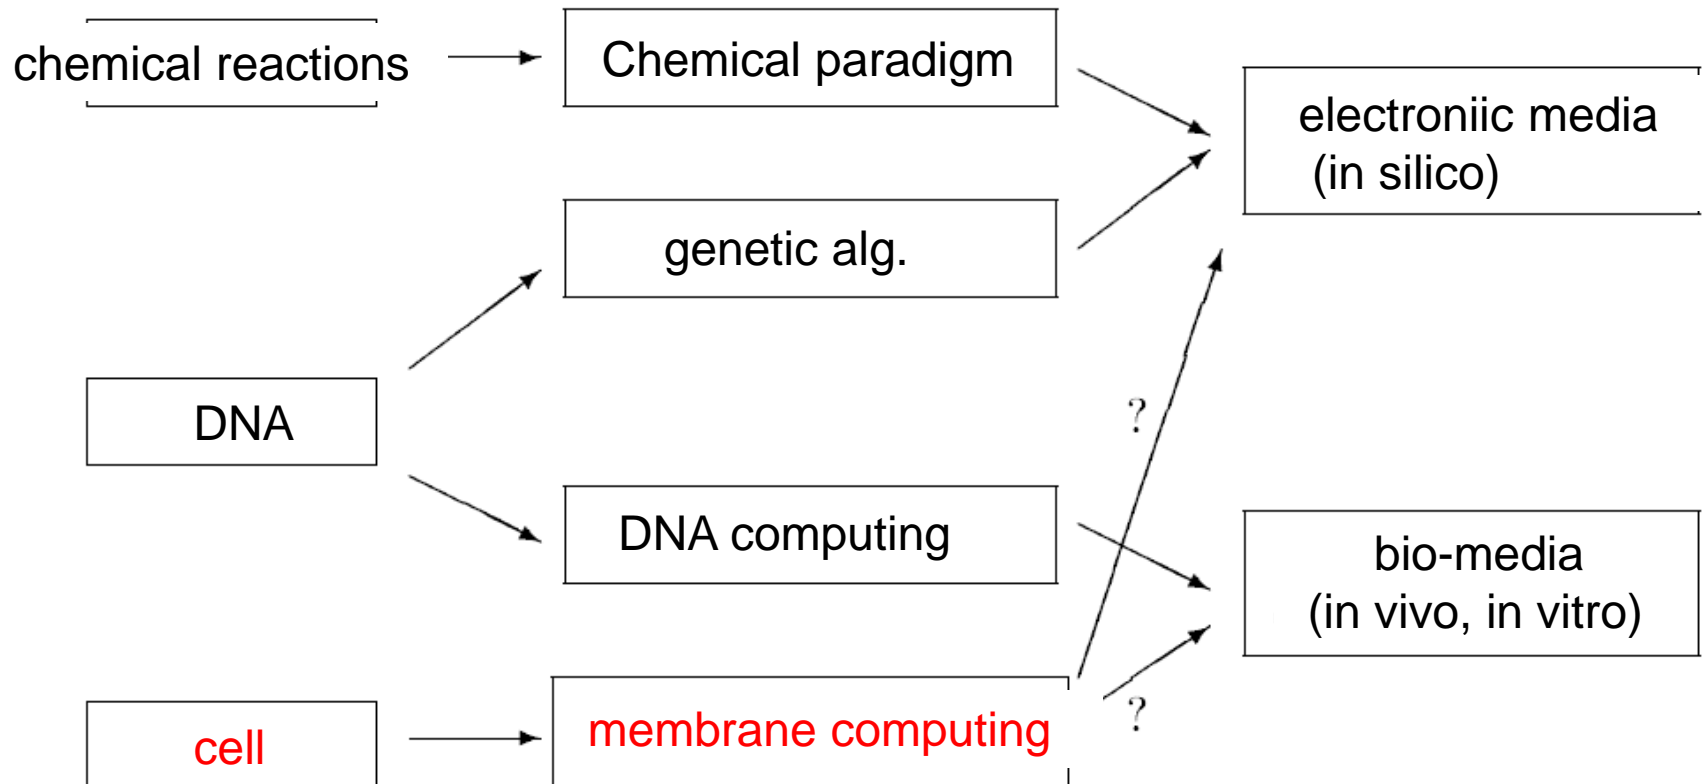 chemical reactions
Chemical paradigm
electroniic media
(in silico)
genetic alg.
DNA
?
DNA computing
bio-media
(in vivo, in vitro)
cell
membrane computing
?